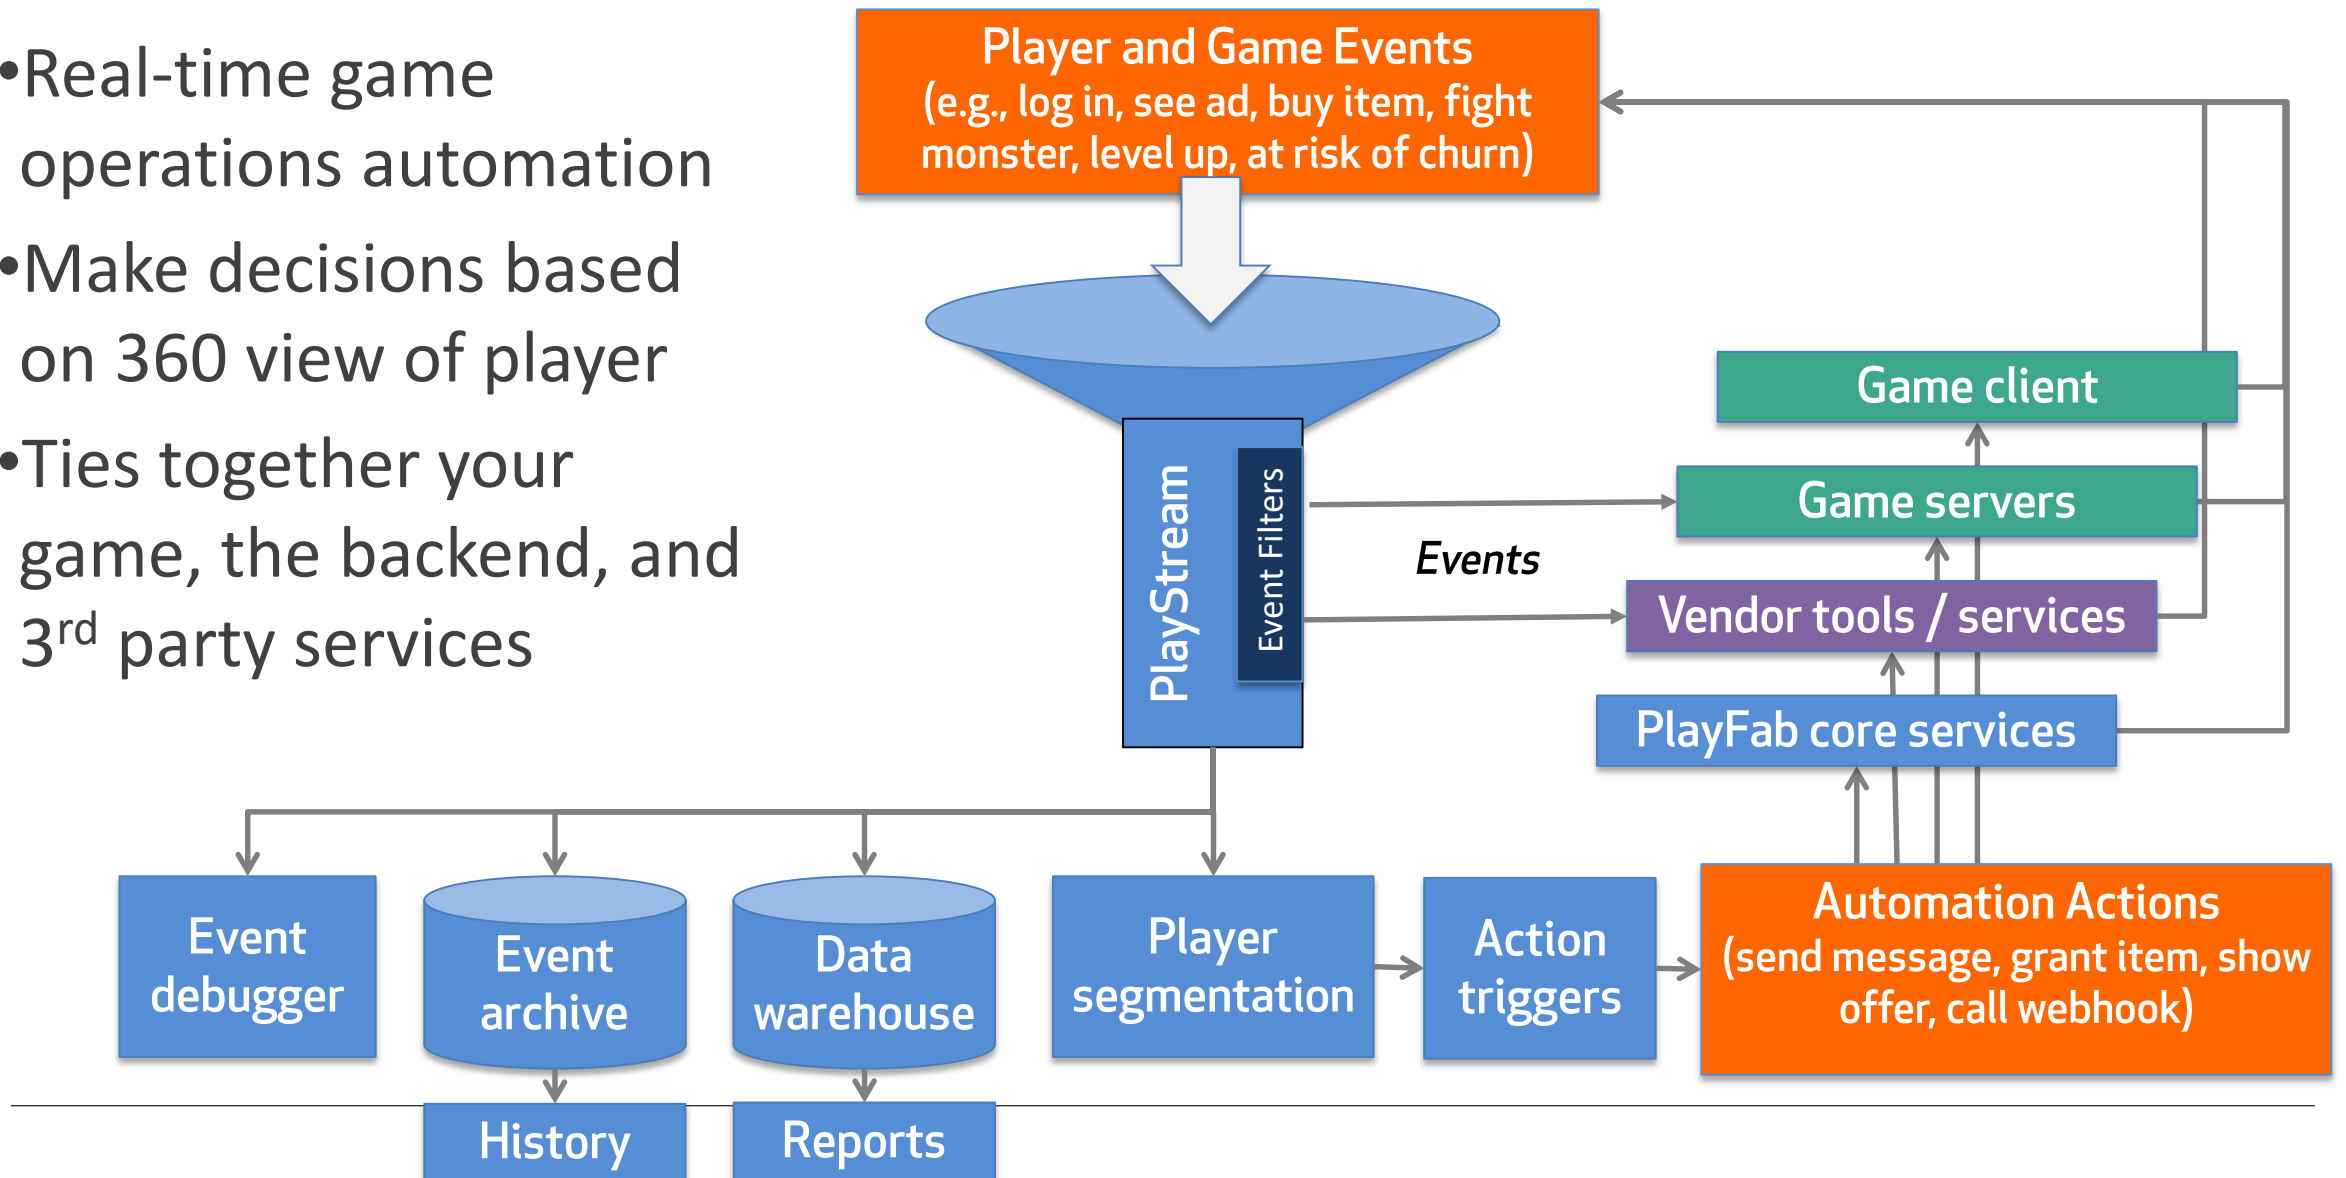 •Real-time game
operations automation
•Make decisions based
on 360 view of player
•Ties together your
game, the backend, and
3rd party services
Player and Game Events
(e.g., log in, see ad, buy item, fight
monster, level up, at risk of churn)
PlayStream
Event Filters
Events
Game client
Game servers
Vendor tools / services
PlayFab core services
Event
debugger
Event
archive
Data
warehouse
Player
segmentation
Action
triggers
Automation Actions
(send message, grant item, show
offer, call webhook)
History
Reports